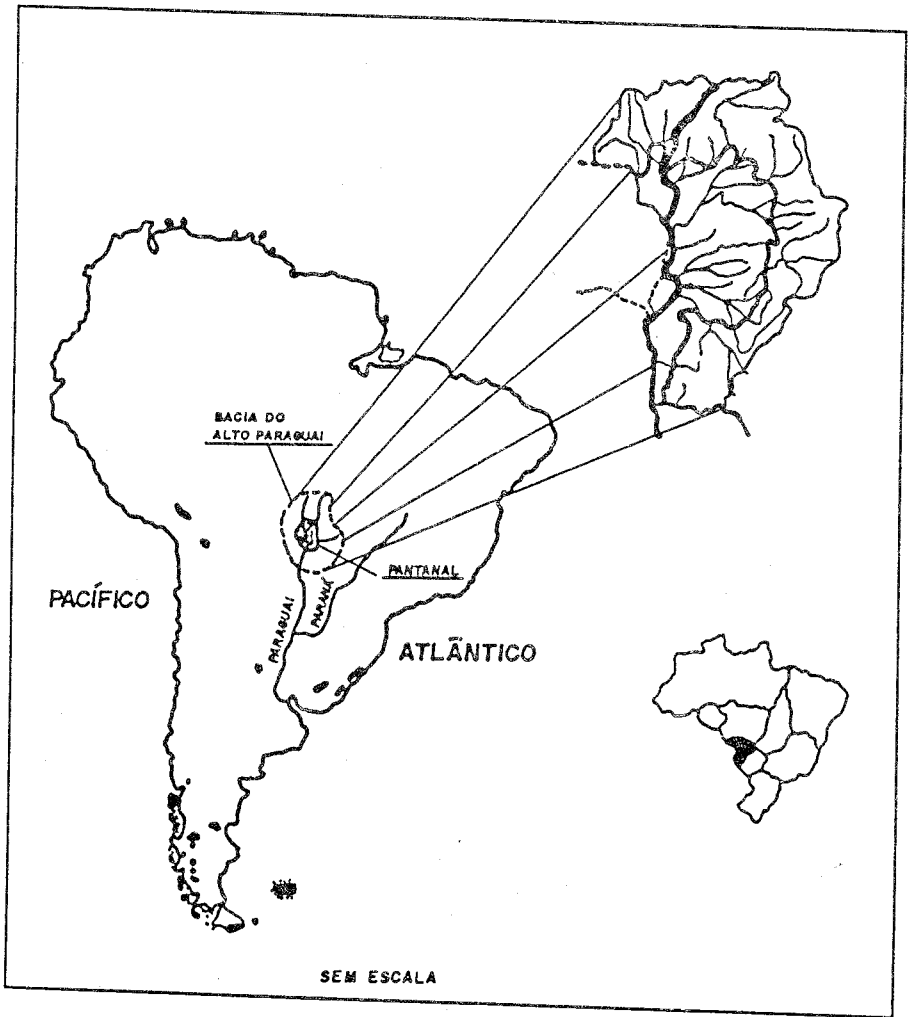 BACIA DO
ALTO PARAGUAI
PANTANAL
PACÍFICO
PARAGUAI
PARANÁ
ATLÂNTICO
SEM ESCALA